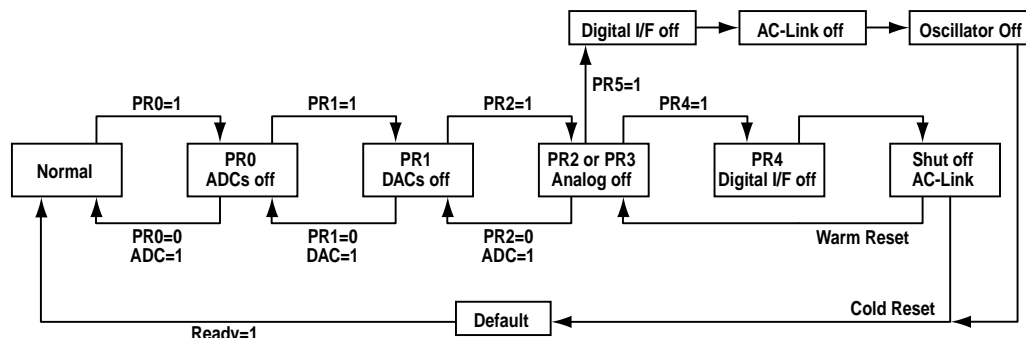 Digital I/F off
AC-Link off
Oscillator Off
PR5=1
PR0=1
PR1=1
PR2=1
PR4=1
Normal
PR0
ADCs off
PR1
DACs off
PR2 or PR3
Analog off
PR4
Digital I/F off
Shut off
AC-Link
PR0=0
ADC=1
PR1=0
DAC=1
PR2=0
ADC=1
Warm Reset
Cold Reset
Default
Ready=1